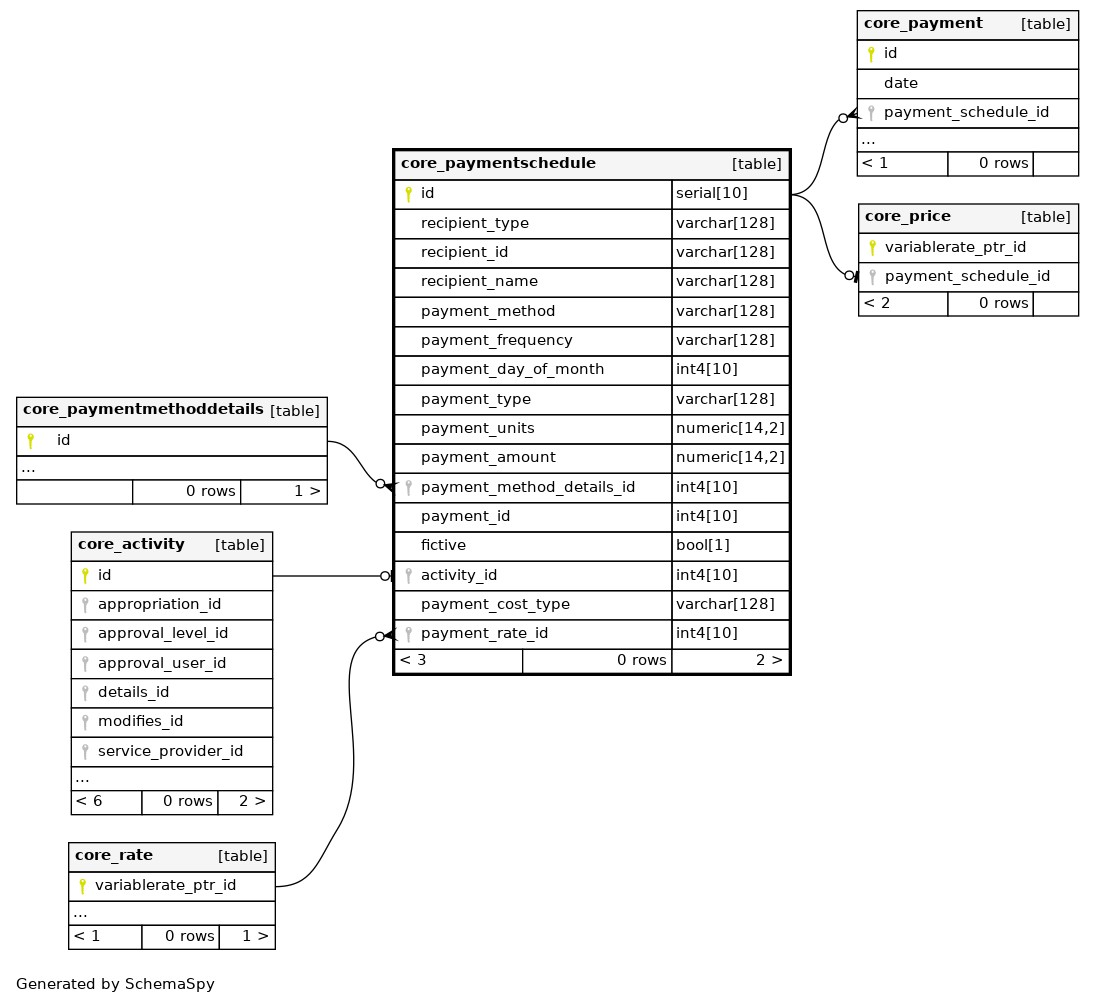 core_payment [table]
id
date
payment_schedule_id
...
< 1 0 rows
core_paymentschedule [table]
id serial[10]
recipient_type varchar[128]
recipient_id varchar[128]
recipient_name varchar[128]
payment_method varchar[128]
payment_frequency varchar[128]
payment_day_of_month int4[10]
payment_type varchar[128]
payment_units numeric[14,2]
payment_amount numeric[14,2]
payment_method_details_id int4[10]
payment_id int4[10]
fictive bool[1]
activity_id int4[10]
payment_cost_type varchar[128]
payment_rate_id int4[10]
< 3 0 rows 2 >
core_price [table]
variablerate_ptr_id
payment_schedule_id
< 2 0 rows
core_paymentmethoddetails [table]
id
...
0 rows 1 >
core_activity [table]
id
appropriation_id
approval_level_id
approval_user_id
details_id
modifies_id
service_provider_id
...
< 6 0 rows 2 >
core_rate [table]
variablerate_ptr_id
...
< 1 0 rows 1 >
Generated by SchemaSpy